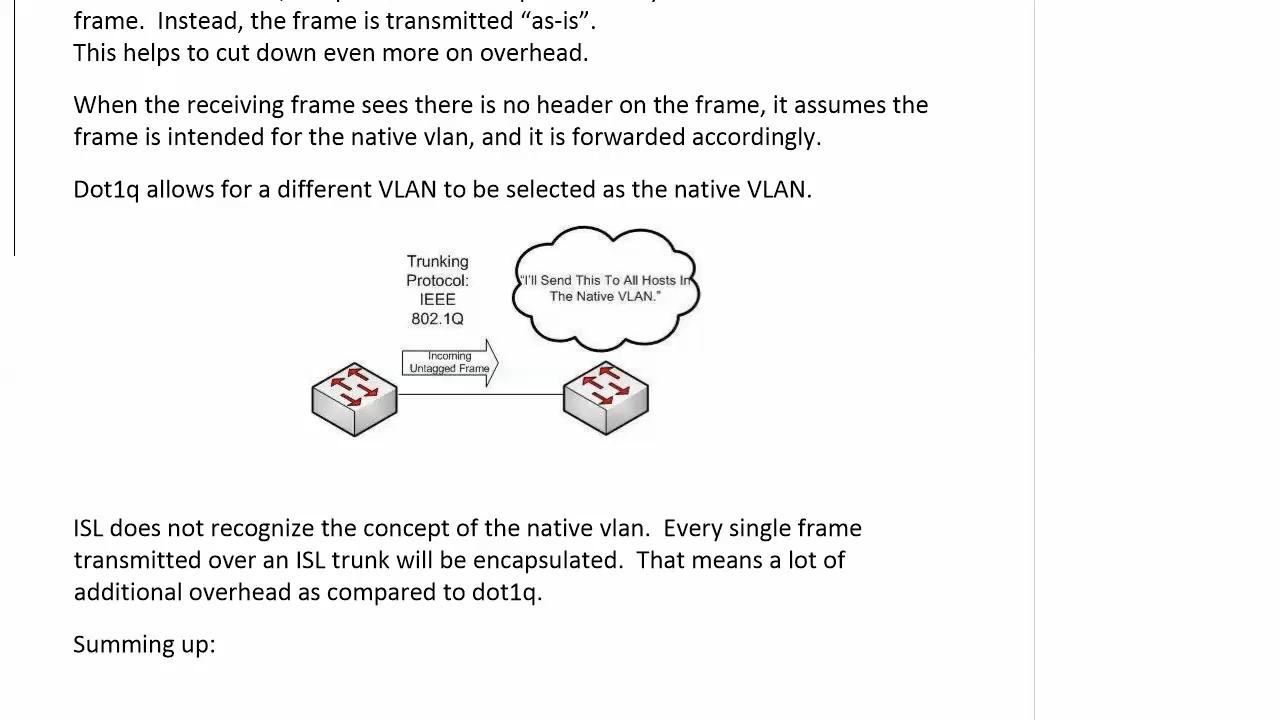 frame.  Instead, the frame is transmitted “as-is”.
This helps to cut down even more on overhead.
When the receiving frame sees there is no header on the frame, it assumes the
frame is intended for the native vlan, and it is forwarded accordingly.
Dot1q allows for a different VLAN to be selected as the native VLAN.
Trunking
Protocol:
IEEE
802.1Q
"I'll Send This To All Hosts In
The Native VLAN."
Incoming
Untagged Frame
ISL does not recognize the concept of the native vlan.  Every single frame
transmitted over an ISL trunk will be encapsulated.  That means a lot of
additional overhead as compared to dot1q.
Summing up: